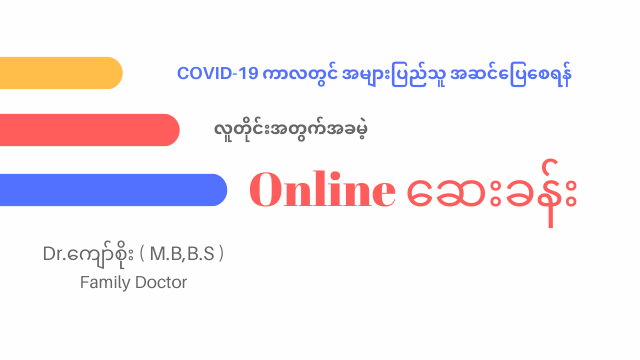 COVID-19 ကာလတွင် အများပြည်သူ အဆင်ပြေစေရန်
လူတိုင်းအတွက်အခမဲ့
Online ဆေးခန်း
Dr.ကျော်စိုး ( M.B,B.S )
Family Doctor